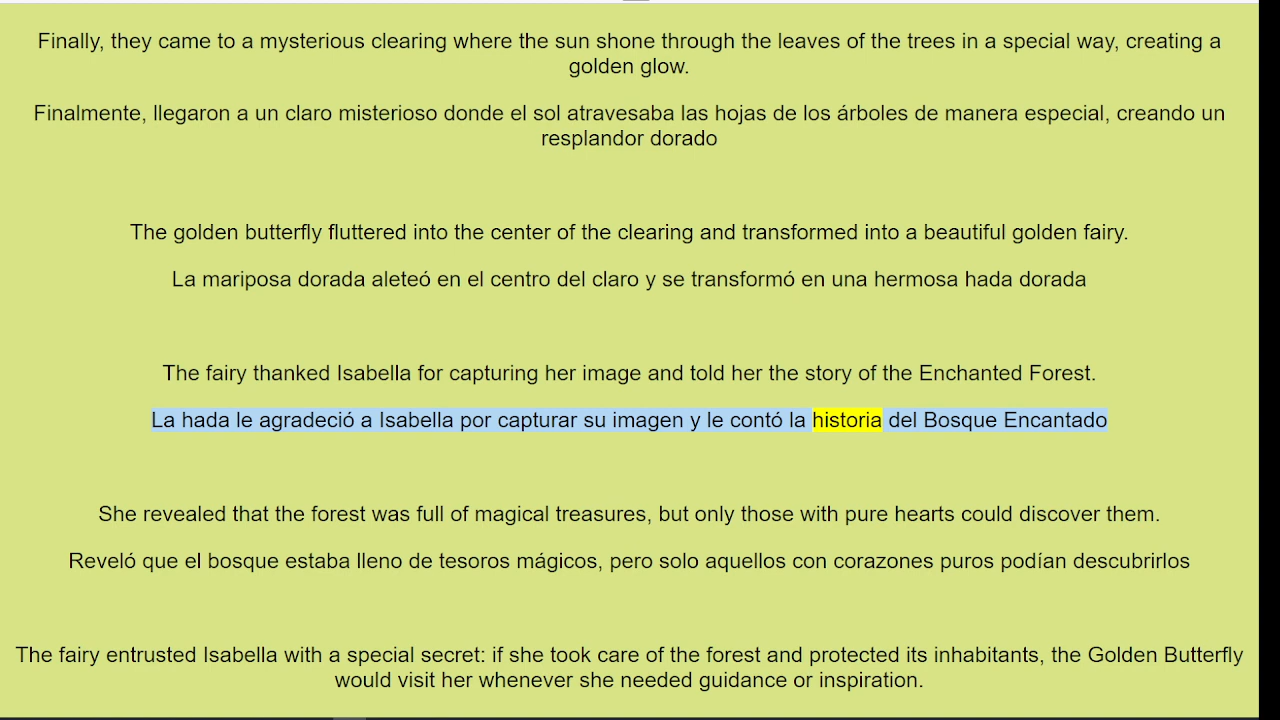 Finally, they came to a mysterious clearing where the sun shone through the leaves of the trees in a special way, creating a
golden glow.
Finalmente, llegaron a un claro misterioso donde el sol atravesaba las hojas de los árboles de manera especial, creando un
resplandor dorado
The golden butterfly fluttered into the center of the clearing and transformed into a beautiful golden fairy.
La mariposa dorada aleteó en el centro del claro y se transformó en una hermosa hada dorada
The fairy thanked Isabella for capturing her image and told her the story of the Enchanted Forest.
La hada le agradeció a Isabella por capturar su imagen y le contó la historia del Bosque Encantado
She revealed that the forest was full of magical treasures, but only those with pure hearts could discover them.
Reveló que el bosque estaba lleno de tesoros mágicos, pero solo aquellos con corazones puros podían descubrirlos
The fairy entrusted Isabella with a special secret: if she took care of the forest and protected its inhabitants, the Golden Butterfly
would visit her whenever she needed guidance or inspiration.